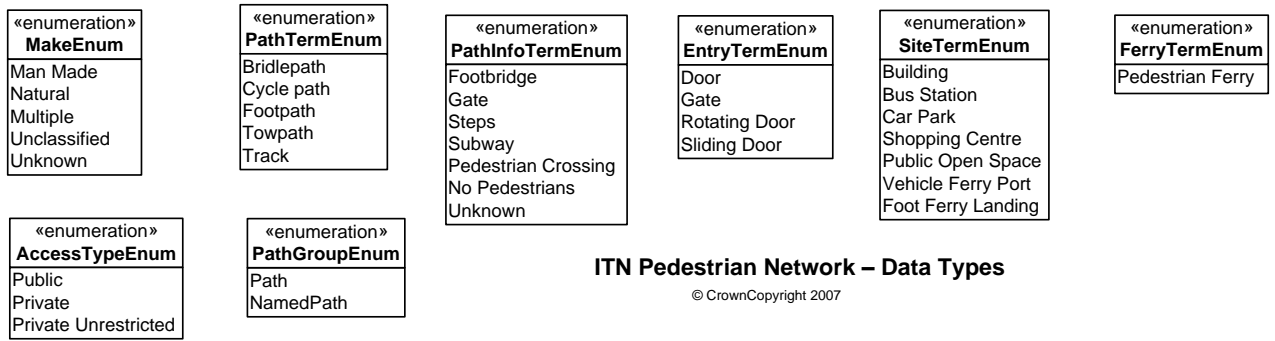 «enumeration»
MakeEnum
Man Made
Natural
Multiple
Unclassified
Unknown
«enumeration»
PathTermEnum
Bridlepath
Cycle path
Footpath
Towpath
Track
«enumeration»
PathInfoTermEnum
Footbridge
Gate
Steps
Subway
Pedestrian Crossing
No Pedestrians
Unknown
«enumeration»
EntryTermEnum
Door
Gate
Rotating Door
Sliding Door
«enumeration»
SiteTermEnum
Building
Bus Station
Car Park
Shopping Centre
Public Open Space
Vehicle Ferry Port
Foot Ferry Landing
«enumeration»
FerryTermEnum
Pedestrian Ferry
«enumeration»
AccessTypeEnum
Public
Private
Private Unrestricted
«enumeration»
PathGroupEnum
Path
NamedPath
ITN Pedestrian Network – Data Types
© CrownCopyright 2007